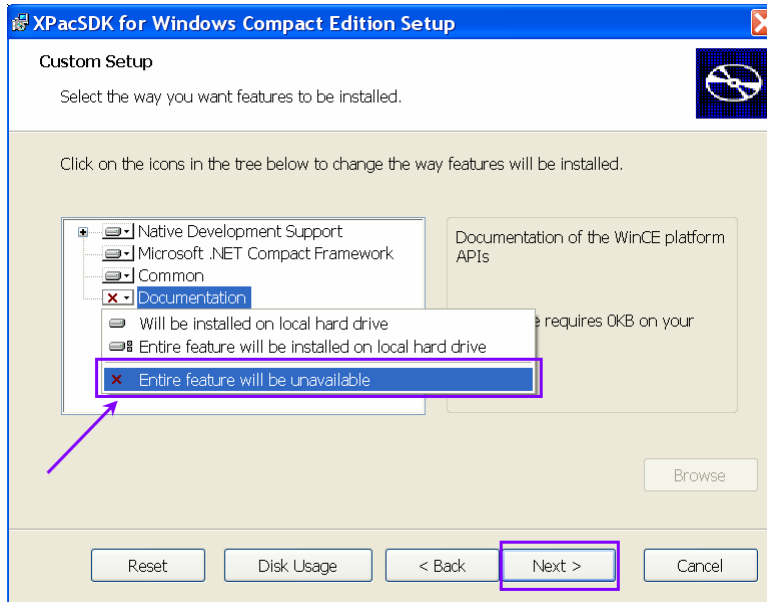 XPacSDK for Windows Compact Edition Setup
Custom Setup
Select the way you want features to be installed.
Click on the icons in the tree below to change the way features will be installed.
Native Development Support
Microsoft .NET Compact Framework
Common
Documentation
Will be installed on local hard drive
Entire feature will be installed on local hard drive
Entire feature will be unavailable
Documentation of the WinCE platform
APIs
requires 0KB on your
Browse
Reset
Disk Usage
< Back
Next >
Cancel